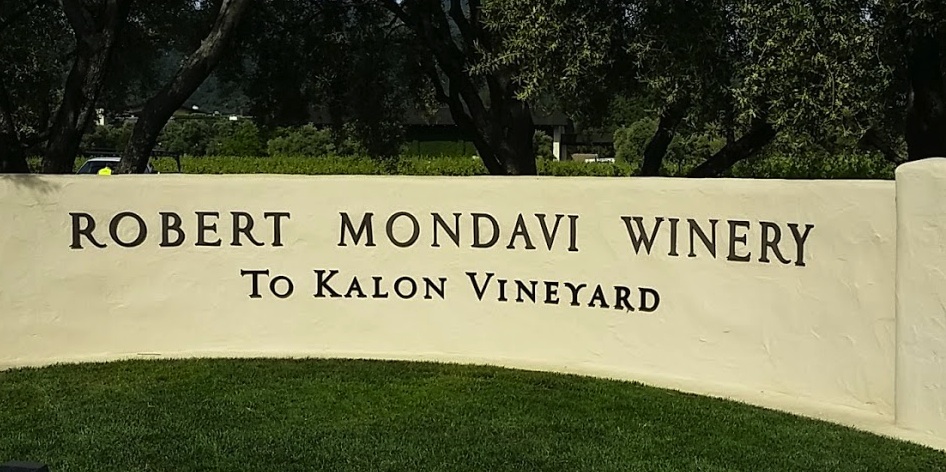 ROBERT MONDAVI WINERY
TO KALON VINEYARD